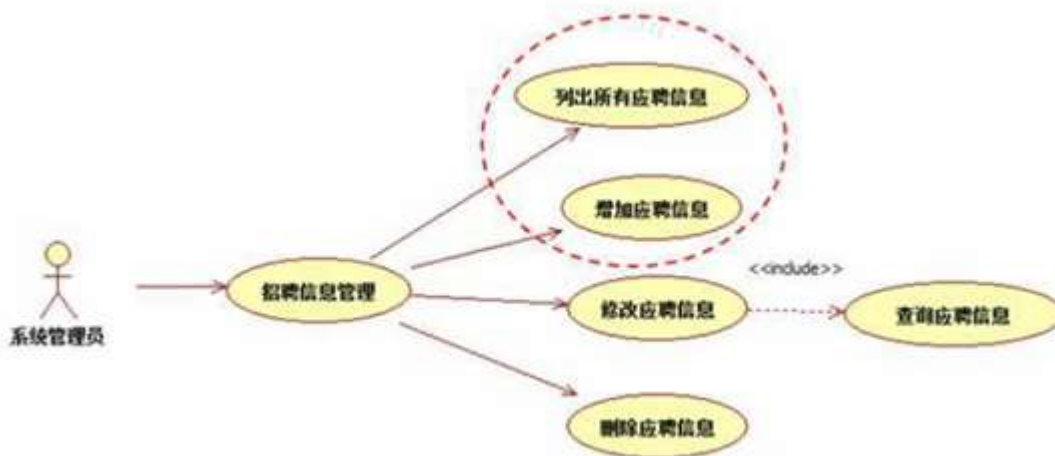 列出所有应聘信息
增加应聘信息
<<include>>
系统管理员
招聘信息管理
修改应聘信息
查询应聘信息
删除应聘信息